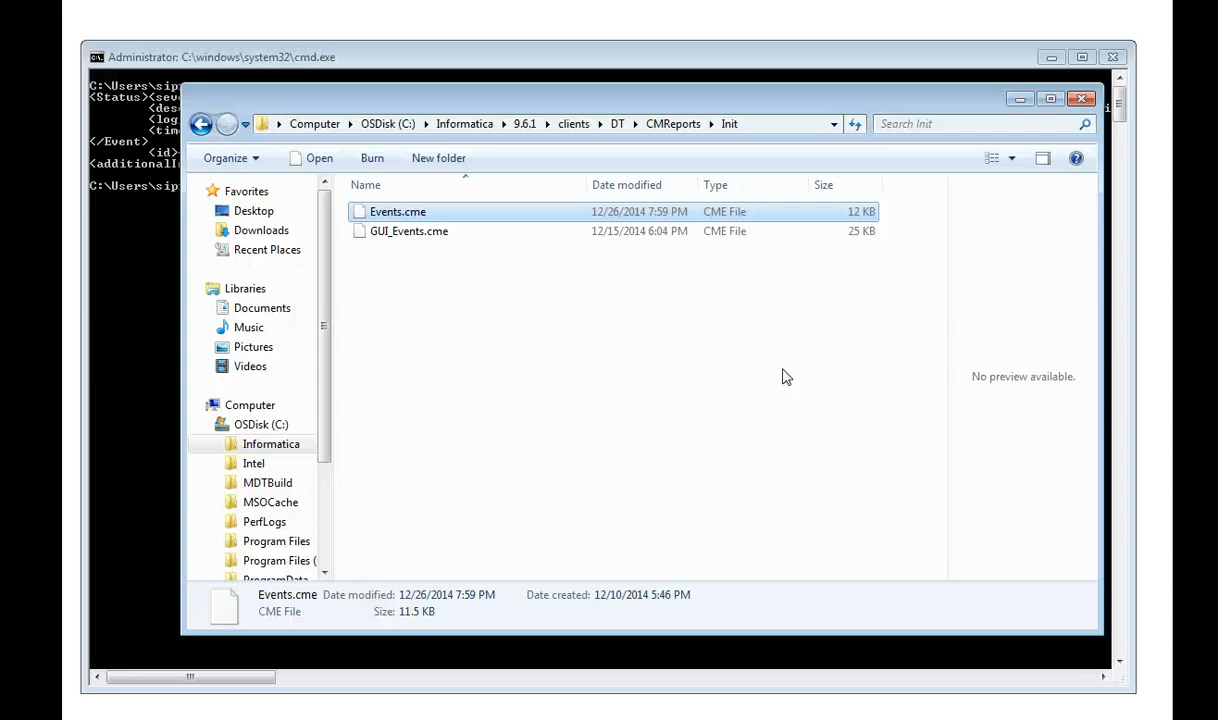 Administrator: C:\windows\system32\cmd.exe
C:\Users\sip
<Status><sev
<des
<log
<tim
</Event>
<id>
<additionalI
C:\Users\sip
Computer OSDisk (C:) Informatica 9.6.1 clients DT CMReports Init
Search Init
Organize Open Burn New folder
Favorites
Desktop
Downloads
Recent Places
Libraries
Documents
Music
Pictures
Videos
Computer
OSDisk (C:)
Informatica
Intel
MDTBuild
MSOCache
PerfLogs
Program Files
Program Files (
ProgramData
Name Date modified Type Size
Events.cme 12/26/2014 7:59 PM CME File 12 KB
GUI_Events.cme 12/15/2014 6:04 PM CME File 25 KB
No preview available.
Events.cme Date modified: 12/26/2014 7:59 PM Date created: 12/10/2014 5:46 PM
CME File Size: 11.5 KB